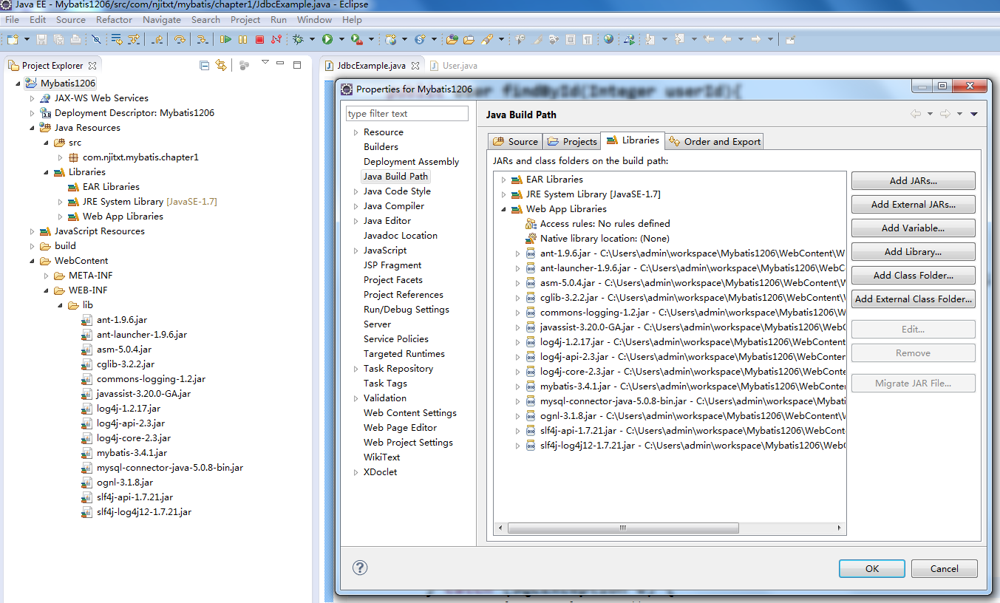 Java EE - Mybatis1206/src/com/njitxt/mybatis/chapter1/JdbcExample.java - Eclipse
File Edit Source Refactor Navigate Search Project Run Window Help
Project Explorer
Mybatis1206
JAX-WS Web Services
Deployment Descriptor: Mybatis1206
Java Resources
src
com.njitxt.mybatis.chapter1
Libraries
EAR Libraries
JRE System Library [JavaSE-1.7]
Web App Libraries
JavaScript Resources
build
WebContent
META-INF
WEB-INF
lib
ant-1.9.6.jar
ant-launcher-1.9.6.jar
asm-5.0.4.jar
cglib-3.2.2.jar
commons-logging-1.2.jar
javassist-3.20.0-GA.jar
log4j-1.2.17.jar
log4j-api-2.3.jar
log4j-core-2.3.jar
mybatis-3.4.1.jar
mysql-connector-java-5.0.8-bin.jar
ognl-3.1.8.jar
slf4j-api-1.7.21.jar
slf4j-log4j12-1.7.21.jar
JdbcExample.java
User.java
Properties for Mybatis1206
public User findById(Integer userId){
type filter text
Resource
Builders
Deployment Assembly
Java Build Path
Java Code Style
Java Compiler
Java Editor
Javadoc Location
JavaScript
JSP Fragment
Project Facets
Project References
Run/Debug Settings
Server
Service Policies
Targeted Runtimes
Task Repository
Task Tags
Validation
Web Content Settings
Web Page Editor
Web Project Settings
WikiText
XDoclet
Java Build Path
Source
Projects
Libraries
Order and Export
JARs and class folders on the build path:
EAR Libraries
JRE System Library [JavaSE-1.7]
Web App Libraries
Access rules: No rules defined
Native library location: (None)
ant-1.9.6.jar - C:\Users\admin\workspace\Mybatis1206\WebContent\W
ant-launcher-1.9.6.jar - C:\Users\admin\workspace\Mybatis1206\WebC
asm-5.0.4.jar - C:\Users\admin\workspace\Mybatis1206\WebContent\W
cglib-3.2.2.jar - C:\Users\admin\workspace\Mybatis1206\WebContent\
commons-logging-1.2.jar - C:\Users\admin\workspace\Mybatis1206\W
javassist-3.20.0-GA.jar - C:\Users\admin\workspace\Mybatis1206\Web
log4j-1.2.17.jar - C:\Users\admin\workspace\Mybatis1206\WebContent
log4j-api-2.3.jar - C:\Users\admin\workspace\Mybatis1206\WebConten
log4j-core-2.3.jar - C:\Users\admin\workspace\Mybatis1206\WebConte
mybatis-3.4.1.jar - C:\Users\admin\workspace\Mybatis1206\WebConte
mysql-connector-java-5.0.8-bin.jar - C:\Users\admin\workspace\Mybati
ognl-3.1.8.jar - C:\Users\admin\workspace\Mybatis1206\WebContent\
slf4j-api-1.7.21.jar - C:\Users\admin\workspace\Mybatis1206\WebCont
slf4j-log4j12-1.7.21.jar - C:\Users\admin\workspace\Mybatis1206\Web
Add JARs...
Add External JARs...
Add Variable...
Add Library...
Add Class Folder...
Add External Class Folder...
Edit...
Remove
Migrate JAR File...
OK
Cancel